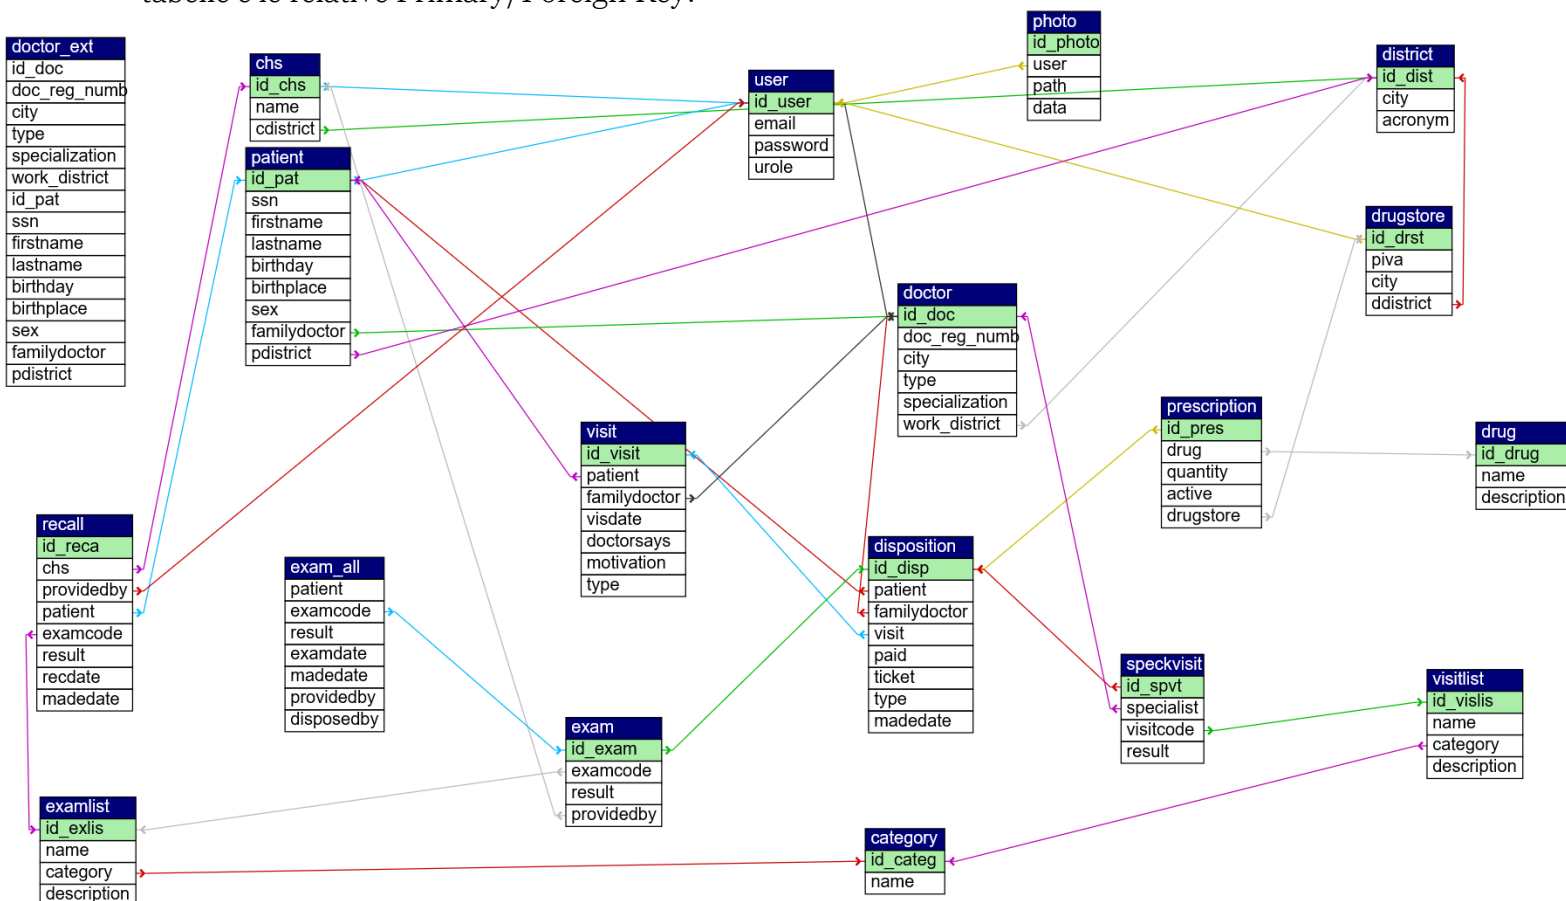 tabelle e le relative Primary/Foreign Key.
doctor_ext
id_doc
doc_reg_numb
city
type
specialization
work_district
id_pat
ssn
firstname
lastname
birthday
birthplace
sex
familydoctor
pdistrict
chs
id_chs
name
cdistrict
patient
id_pat
ssn
firstname
lastname
birthday
birthplace
sex
familydoctor
pdistrict
user
id_user
email
password
urole
photo
id_photo
user
path
data
district
id_dist
city
acronym
drugstore
id_drst
piva
city
ddistrict
doctor
id_doc
doc_reg_numb
city
type
specialization
work_district
prescription
id_pres
drug
quantity
active
drugstore
drug
id_drug
name
description
visit
id_visit
patient
familydoctor
visdate
doctorsays
motivation
type
recall
id_reca
chs
providedby
patient
examcode
result
recdate
madedate
exam_all
patient
examcode
result
examdate
madedate
providedby
disposedby
disposition
id_disp
patient
familydoctor
visit
paid
ticket
type
madedate
speckvisit
id_spvt
specialist
visitcode
result
visitlist
id_vislis
name
category
description
exam
id_exam
examcode
result
providedby
examlist
id_exlis
name
category
description
category
id_categ
name